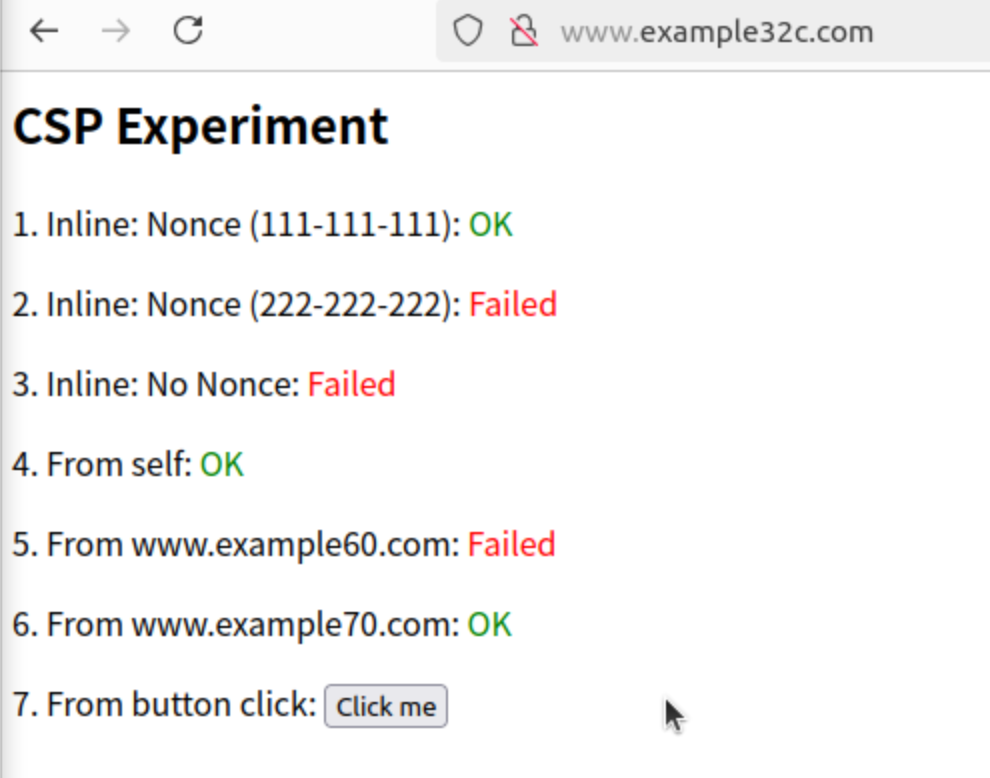 www.example32c.com
CSP Experiment
1. Inline: Nonce (111-111-111): OK
2. Inline: Nonce (222-222-222): Failed
3. Inline: No Nonce: Failed
4. From self: OK
5. From www.example60.com: Failed
6. From www.example70.com: OK
7. From button click: Click me